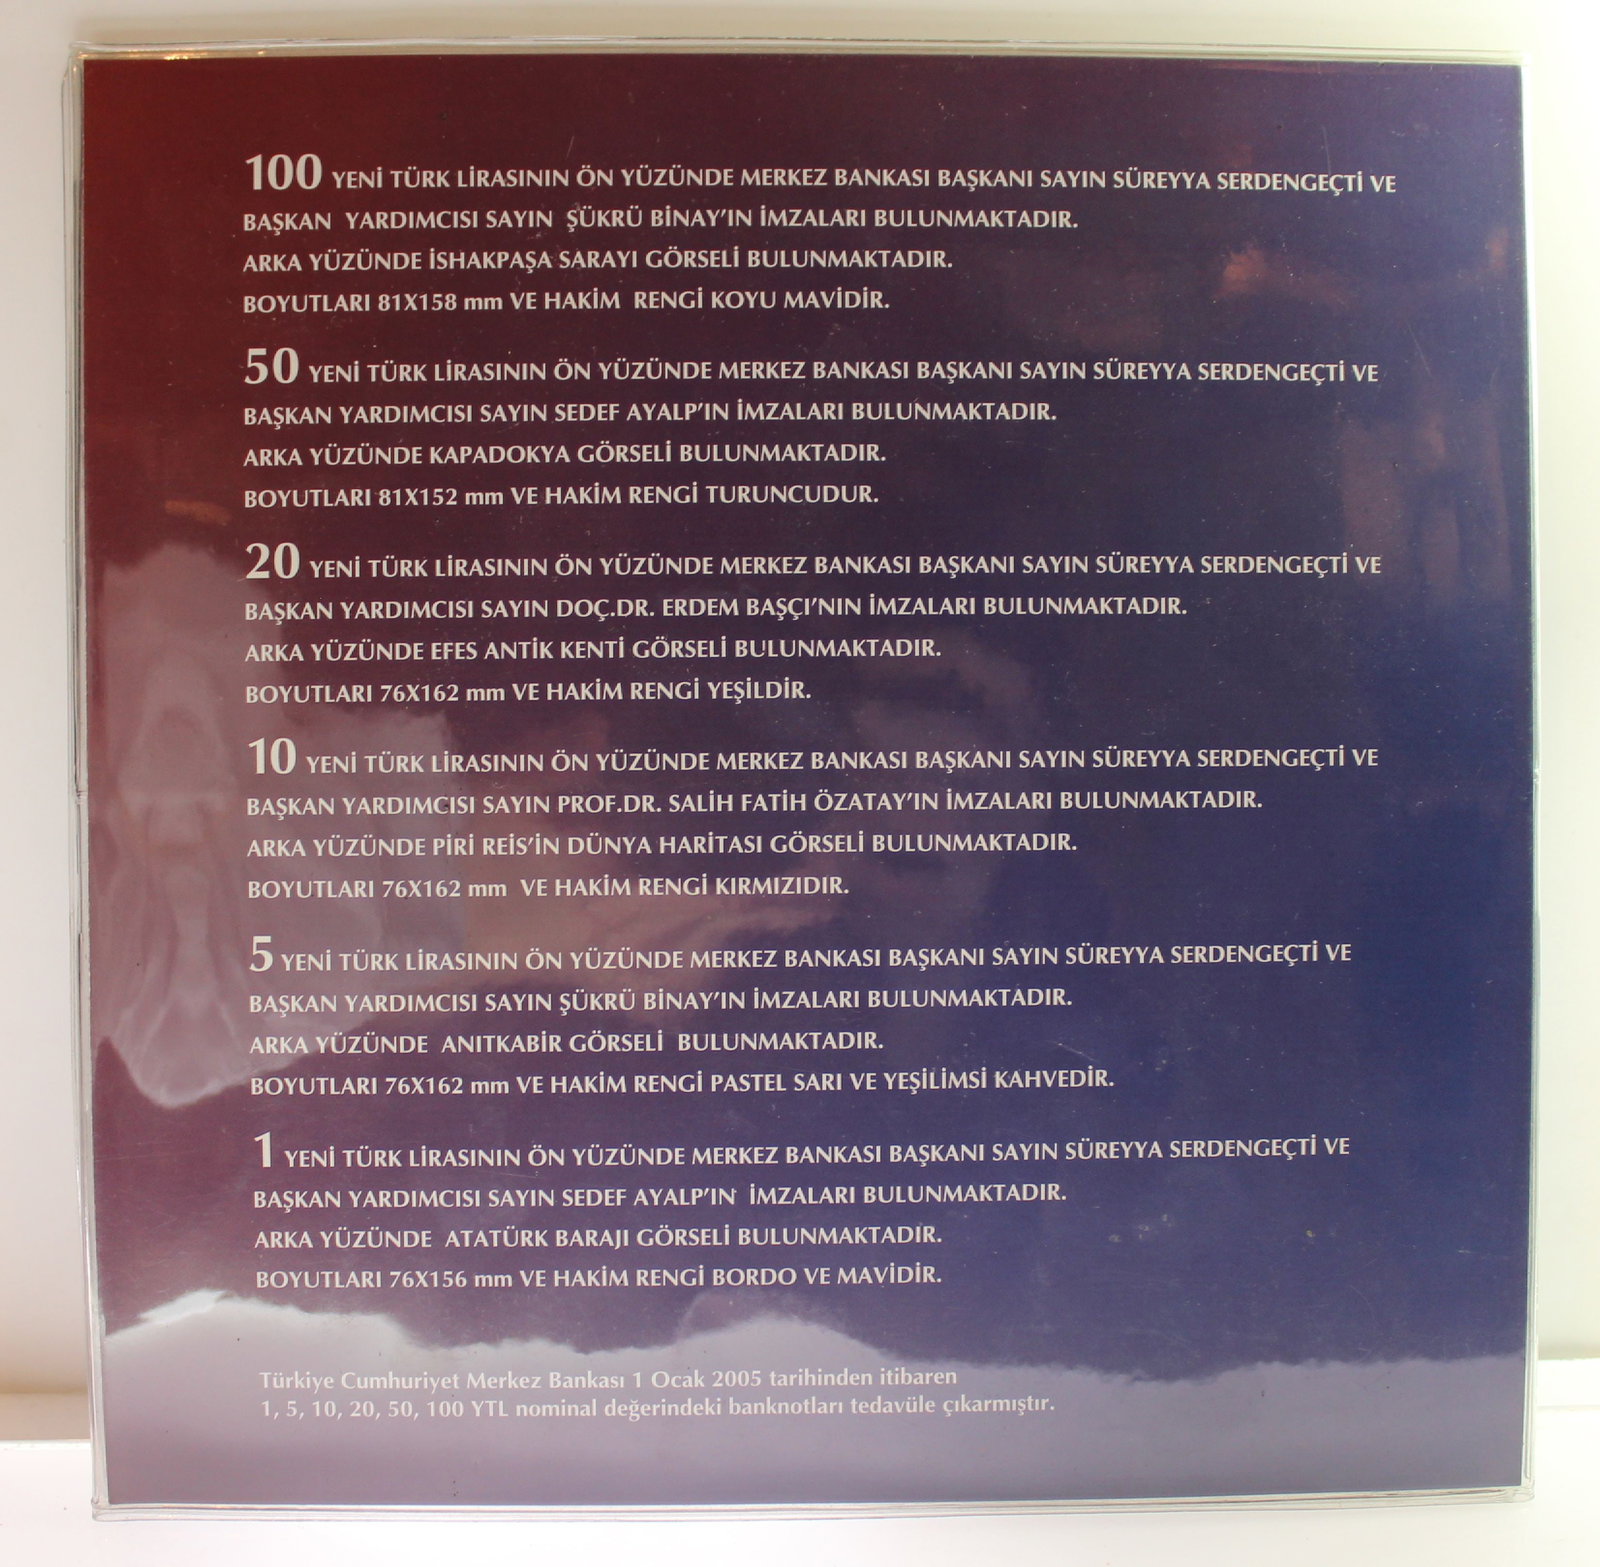 100 YENİ TÜRK LİRASININ ÖN YÜZÜNDE MERKEZ BANKASI BAŞKANI SAYIN SÜREYYA SERDENGEÇTİ VE
BAŞKAN YARDIMCISI SAYIN ŞÜKRÜ BİNAY'IN İMZALARI BULUNMAKTADIR.
ARKA YÜZÜNDE İSHAKPAŞA SARAYI GÖRSELİ BULUNMAKTADIR.
BOYUTLARI 81X158 mm VE HAKİM RENGİ KOYU MAVİDİR.
50 YENİ TÜRK LİRASININ ÖN YÜZÜNDE MERKEZ BANKASI BAŞKANI SAYIN SÜREYYA SERDENGEÇTİ VE
BAŞKAN YARDIMCISI SAYIN SEDEF AYALP'IN İMZALARI BULUNMAKTADIR.
ARKA YÜZÜNDE KAPADOKYA GÖRSELİ BULUNMAKTADIR.
BOYUTLARI 81X152 mm VE HAKİM RENGİ TURUNCUDUR.
20 YENİ TÜRK LİRASININ ÖN YÜZÜNDE MERKEZ BANKASI BAŞKANI SAYIN SÜREYYA SERDENGEÇTİ VE
BAŞKAN YARDIMCISI SAYIN DOÇ.DR. ERDEM BAŞÇI'NIN İMZALARI BULUNMAKTADIR.
ARKA YÜZÜNDE EFES ANTİK KENTİ GÖRSELİ BULUNMAKTADIR.
BOYUTLARI 76X162 mm VE HAKİM RENGİ YEŞİLDİR.
10 YENİ TÜRK LİRASININ ÖN YÜZÜNDE MERKEZ BANKASI BAŞKANI SAYIN SÜREYYA SERDENGEÇTİ VE
BAŞKAN YARDIMCISI SAYIN PROF.DR. SALİH FATİH ÖZATAY'IN İMZALARI BULUNMAKTADIR.
ARKA YÜZÜNDE PİRİ REİS'İN DÜNYA HARİTASI GÖRSELİ BULUNMAKTADIR.
BOYUTLARI 76X162 mm VE HAKİM RENGİ KIRMIZIDIR.
5 YENİ TÜRK LİRASININ ÖN YÜZÜNDE MERKEZ BANKASI BAŞKANI SAYIN SÜREYYA SERDENGEÇTİ VE
BAŞKAN YARDIMCISI SAYIN ŞÜKRÜ BİNAY'IN İMZALARI BULUNMAKTADIR.
ARKA YÜZÜNDE ANITKABİR GÖRSELİ BULUNMAKTADIR.
BOYUTLARI 76X162 mm VE HAKİM RENGİ PASTEL SARI VE YEŞİLİMSİ KAHVEDİR.
1 YENİ TÜRK LİRASININ ÖN YÜZÜNDE MERKEZ BANKASI BAŞKANI SAYIN SÜREYYA SERDENGEÇTİ VE
BAŞKAN YARDIMCISI SAYIN SEDEF AYALP'IN İMZALARI BULUNMAKTADIR.
ARKA YÜZÜNDE ATATÜRK BARAJI GÖRSELİ BULUNMAKTADIR.
BOYUTLARI 76X156 mm VE HAKİM RENGİ BORDO VE MAVİDİR.
Türkiye Cumhuriyet Merkez Bankası 1 Ocak 2005 tarihinden itibaren
1, 5, 10, 20, 50, 100 YTL nominal değerindeki banknotları tedavüle çıkarmıştır.